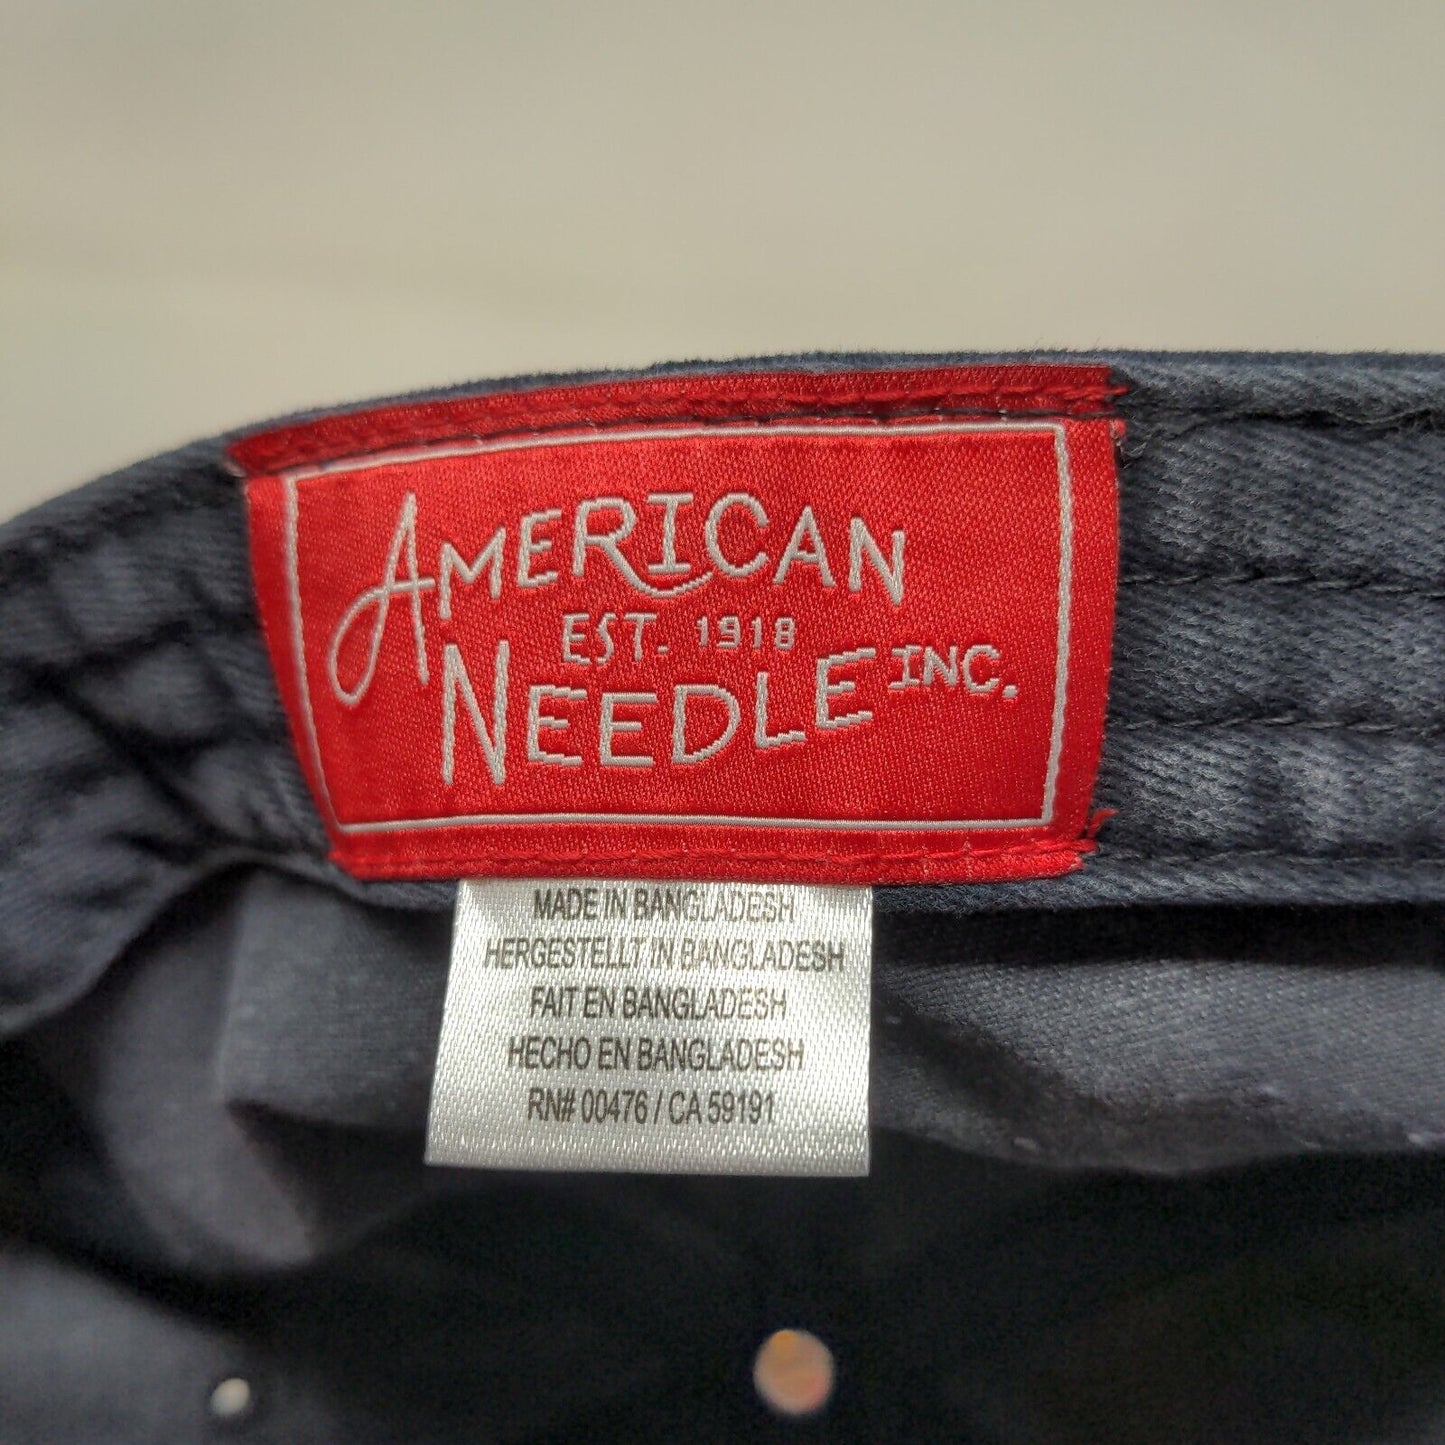 AMERICAN
EST. 1918
NEEDLE INC.
MADE IN BANGLADESH
HERGESTELLT IN BANGLADESH
FAIT EN BANGLADESH
HECHO EN BANGLADESH
RN# 00476 / CA 59191